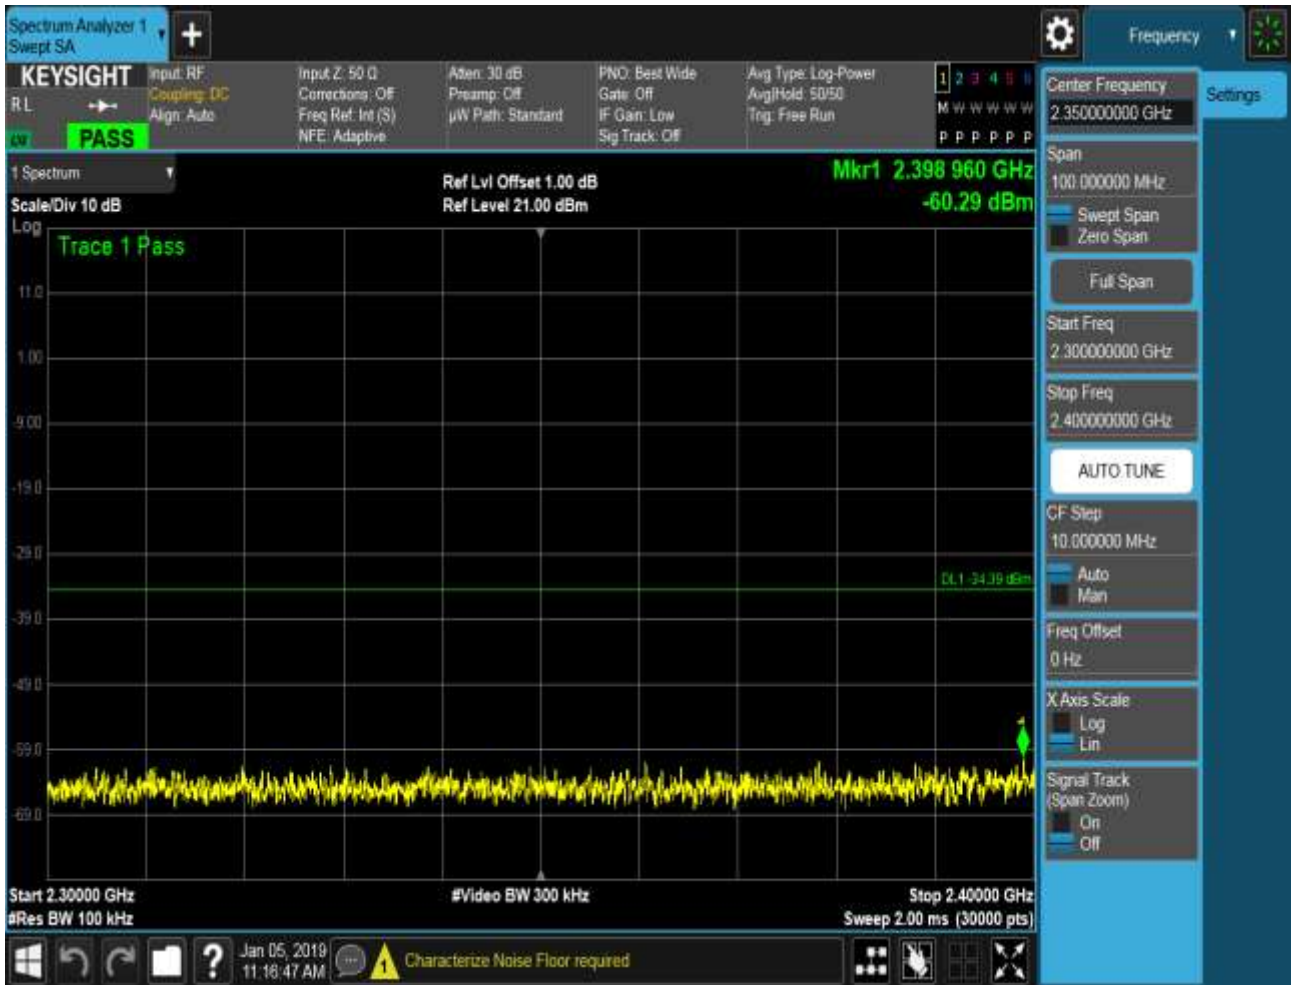 Spectrum Analyzer 1
Swept SA
Frequency
KEYSIGHT
R L
PASS
Input: RF
Coupling: DC
Align: Auto
Input Z: 50 Ω
Corrections: Off
Freq Ref: Int (S)
NFE: Adaptive
Atten: 30 dB
Preamp: Off
µW Path: Standard
PNO: Best Wide
Gate: Off
IF Gain: Low
Sig Track: Off
Avg Type: Log-Power
Avg|Hold: 50/50
Trig: Free Run
1 2 3 4 5 6
M W W W W W
P P P P P P
1 Spectrum
Scale/Div 10 dB
Ref Lvl Offset 1.00 dB
Ref Level 21.00 dBm
Mkr1 2.398 960 GHz
-60.29 dBm
Log
Trace 1 Pass
11.0
1.00
-9.00
-19.0
-29.0
DL1 -34.39 dBm
-39.0
-49.0
-59.0
1
-69.0
Start 2.30000 GHz
#Video BW 300 kHz
Stop 2.40000 GHz
#Res BW 100 kHz
Sweep 2.00 ms (30000 pts)
Center Frequency
2.350000000 GHz
Settings
Span
100.000000 MHz
Swept Span
Zero Span
Full Span
Start Freq
2.300000000 GHz
Stop Freq
2.400000000 GHz
AUTO TUNE
CF Step
10.000000 MHz
Auto
Man
Freq Offset
0 Hz
X Axis Scale
Log
Lin
Signal Track
(Span Zoom)
On
Off
?
Jan 05, 2019
11:16:47 AM
1
Characterize Noise Floor required